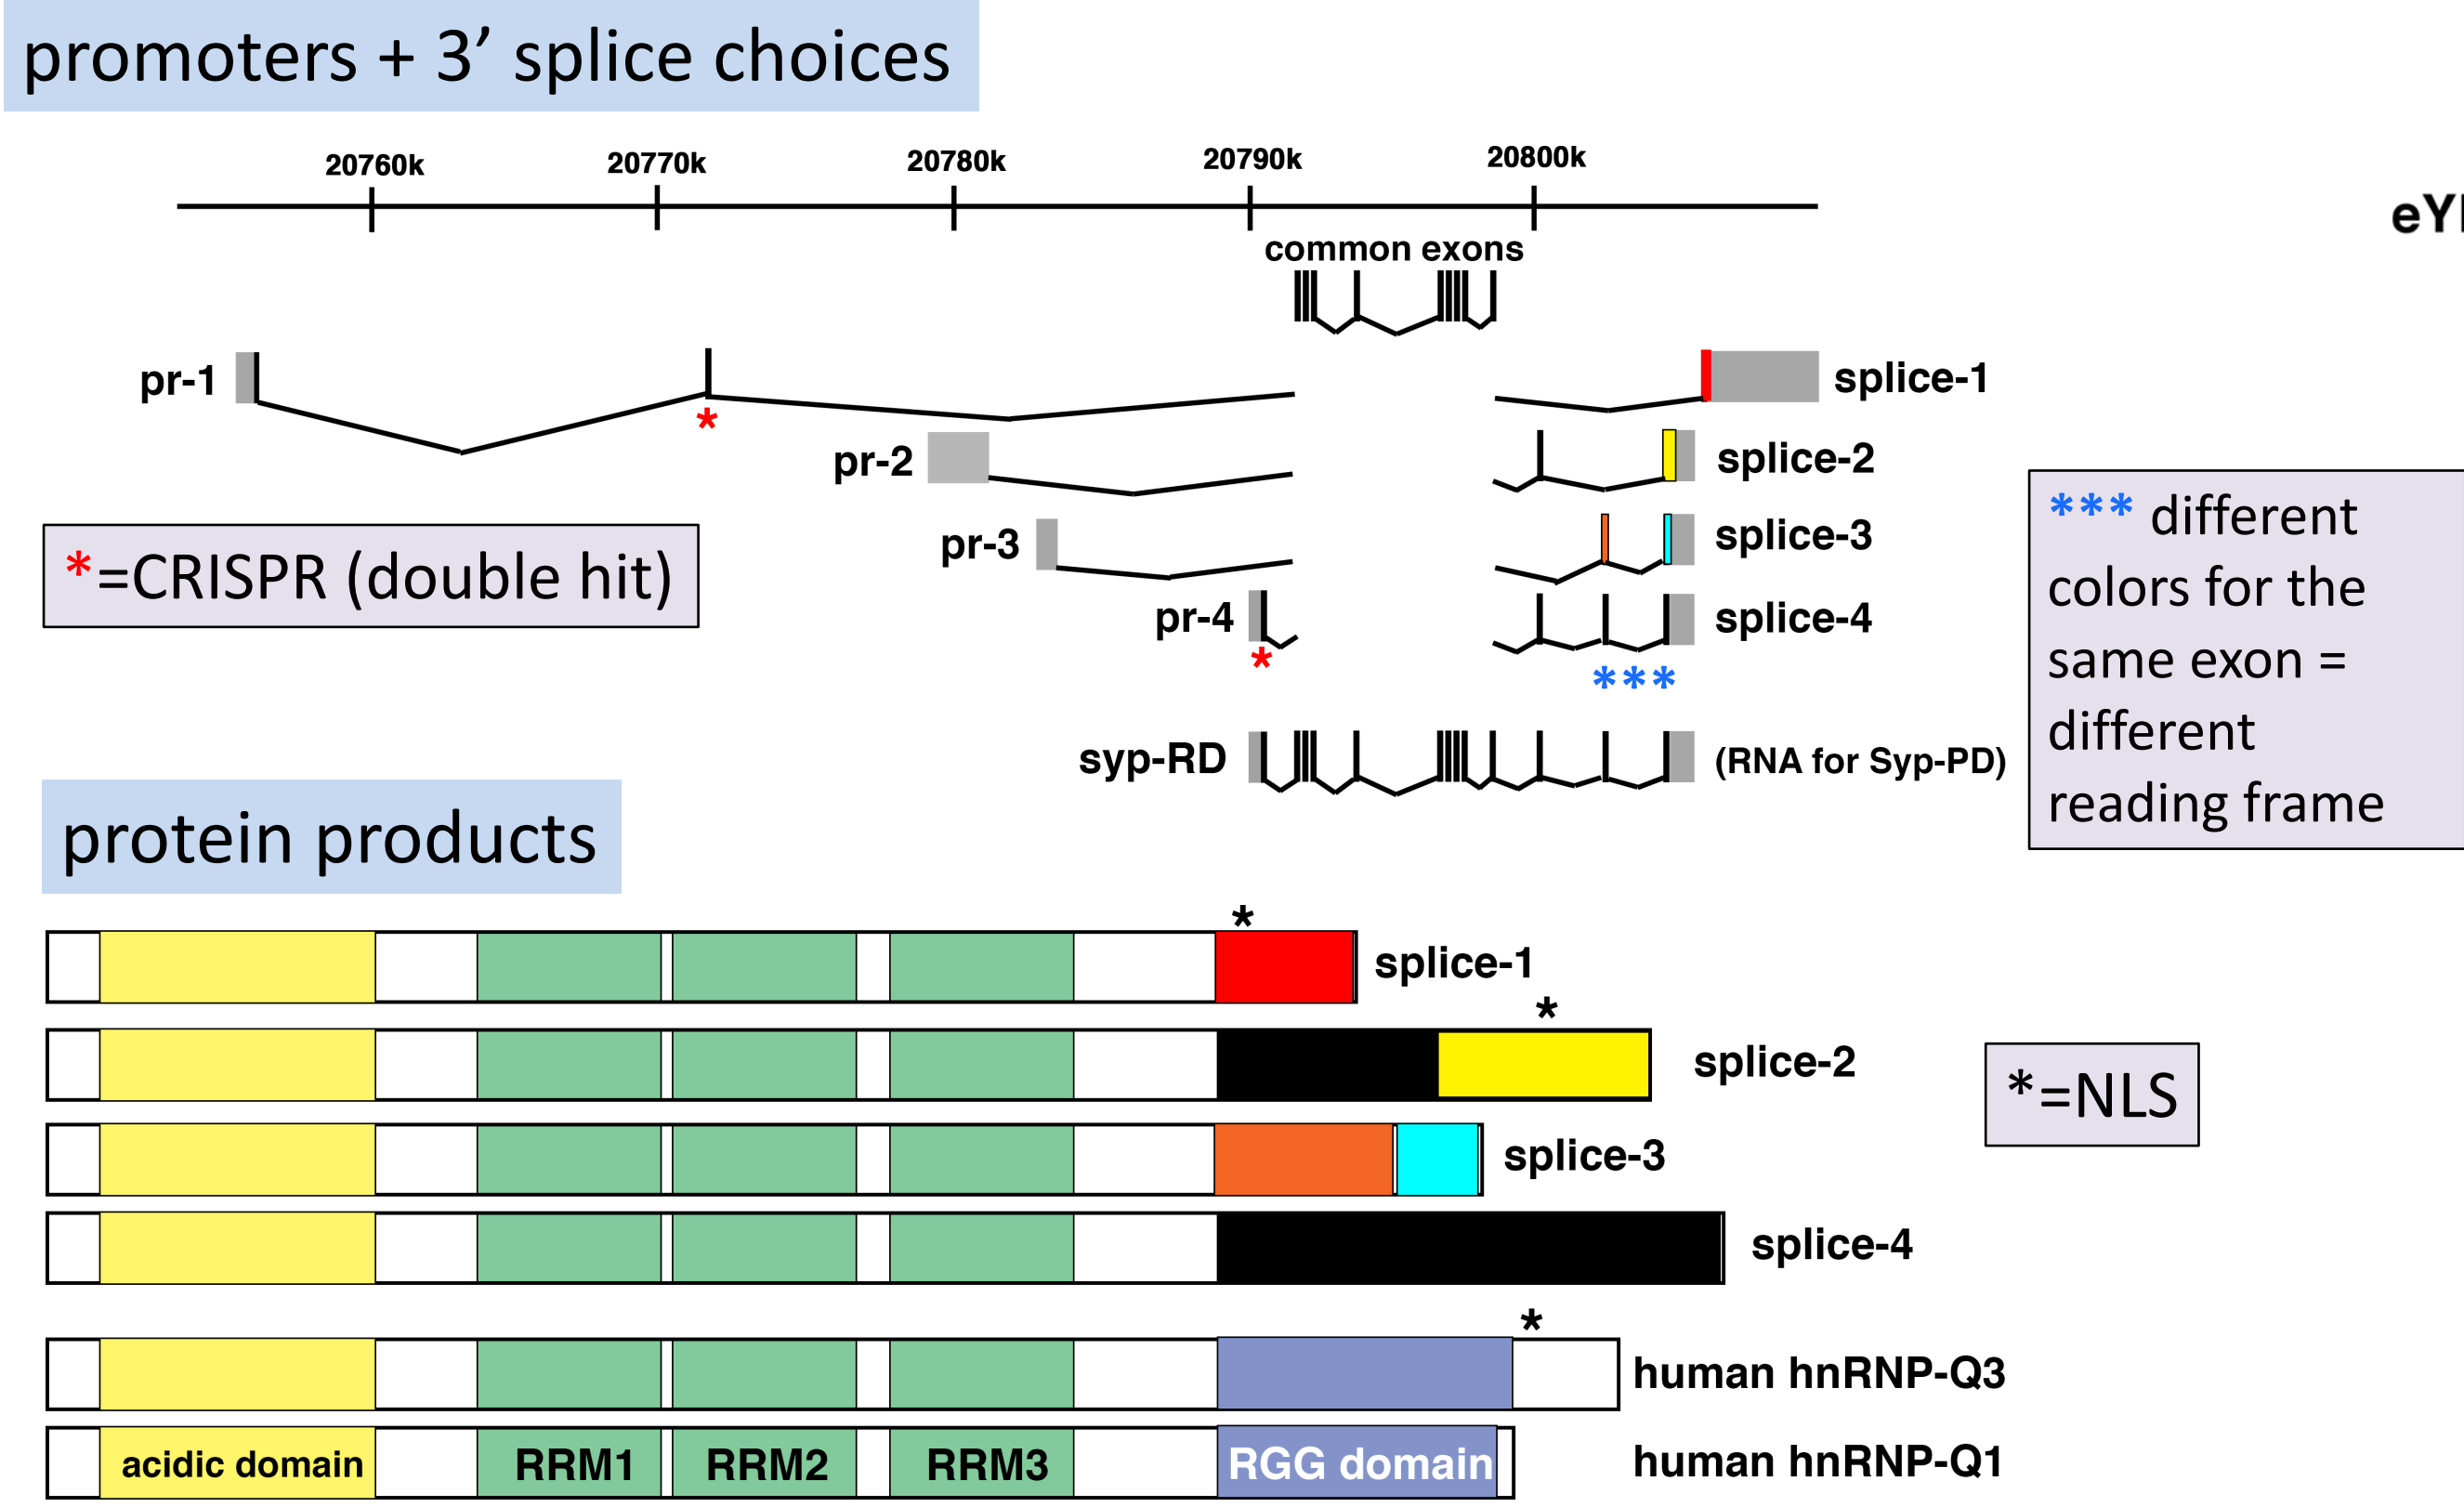 promoters + 3’ splice choices
20760k 20770k 20780k 20790k 20800k
common exons
pr-1
*
splice-1
pr-2
splice-2
pr-3
splice-3
pr-4
*
splice-4
***
syp-RD
(RNA for Syp-PD)
*=CRISPR (double hit)
*** different
colors for the
same exon =
different
reading frame
protein products
*
splice-1
*
splice-2
splice-3
splice-4
*=NLS
*
human hnRNP-Q3
acidic domain RRM1 RRM2 RRM3 RGG domain human hnRNP-Q1